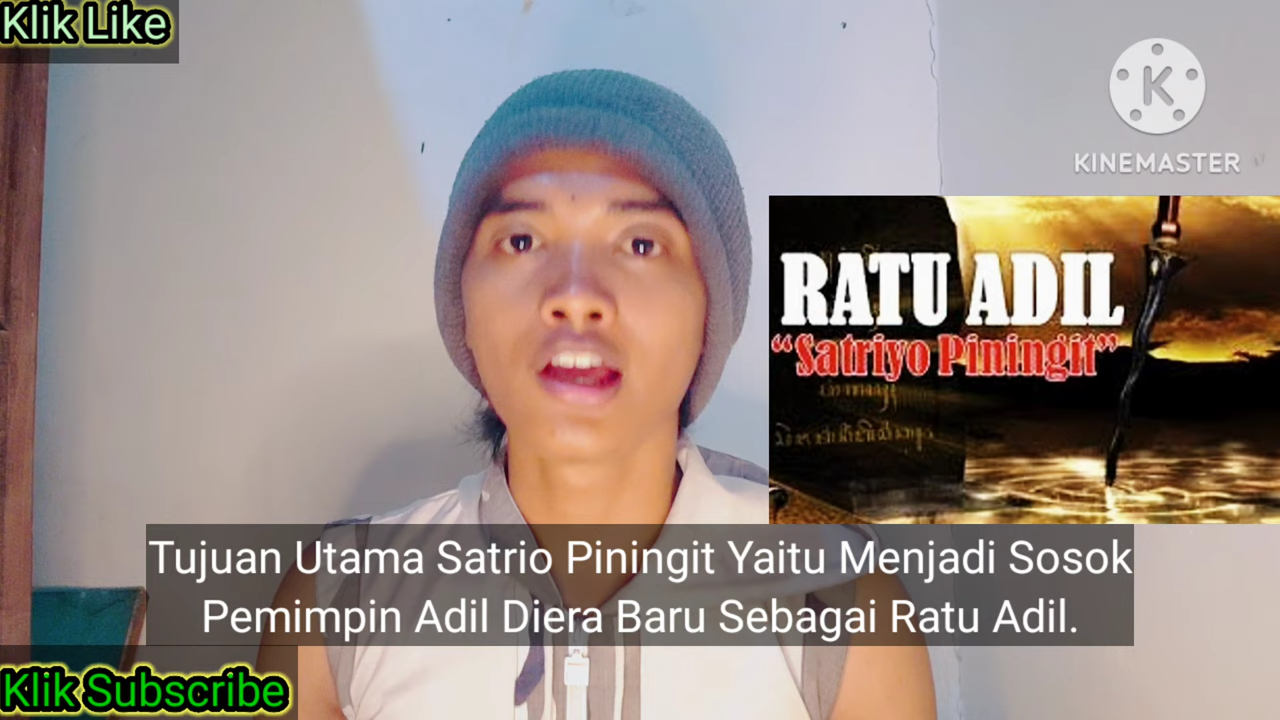 Klik Like
K
KINEMASTER
RATU ADIL
“Satriyo Piningit”
Tujuan Utama Satrio Piningit Yaitu Menjadi Sosok
Pemimpin Adil Diera Baru Sebagai Ratu Adil.
Klik Subscribe